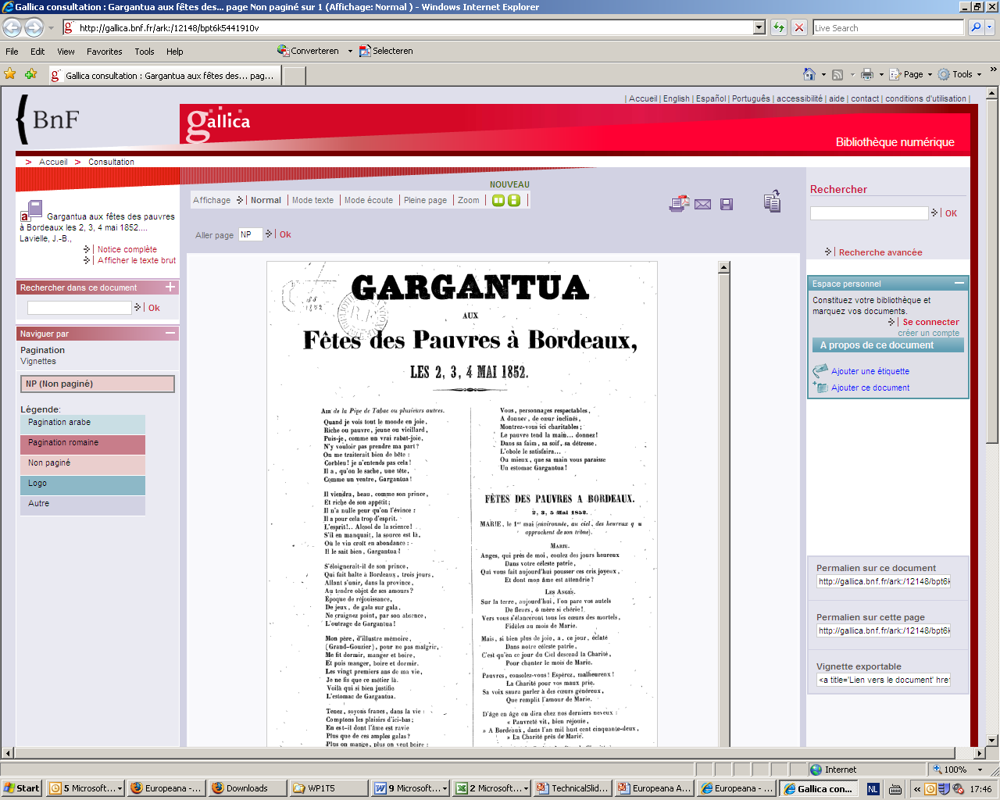 Gallica consultation : Gargantua aux fêtes des... page Non paginé sur 1 (Affichage: Normal ) - Windows Internet Explorer
http://gallica.bnf.fr/ark:/12148/bpt6k5441910v
Live Search
File Edit View Favorites Tools Help
Converteren Selecteren
Gallica consultation : Gargantua aux fêtes des... pag...
Page Tools
| Accueil | English | Español | Português | accessibilité | aide | contact | conditions d'utilisation |
BnF
gallica
Bibliothèque numérique
> Accueil > Consultation
Gargantua aux fêtes des pauvres
à Bordeaux les 2, 3, 4 mai 1852....
Lavielle, J.-B.,
Notice complète
Afficher le texte brut
Rechercher dans ce document
Ok
Naviguer par
Pagination
Vignettes
NP (Non paginé)
Légende:
Pagination arabe
Pagination romaine
Non paginé
Logo
Autre
NOUVEAU
Affichage Normal Mode texte Mode écoute Pleine page Zoom
Aller page NP Ok
GARGANTUA
AUX
Fêtes des Pauvres à Bordeaux,
LES 2, 3, 4 MAI 1852.
AIR de la Pipe de Tabac ou plusieurs autres.
Quand je vois tout le monde en joie,
Riche ou pauvre, jeune ou vieillard,
Puis-je, comme un vrai rabat-joie,
N'y vouloir pas prendre ma part?
On me traiterait bien de bête :
Corbleu! je n'entends pas cela!
Il a, qu'on le sache, une tête,
Comme un ventre, Gargantua!
Il viendra, beau, comme son prince,
Et riche de son appétit;
Il n'a nulle peur qu'on l'évince :
Il a pour cela trop d'esprit.
L'esprit!.. Alcool de la science!
S'il en manquait, la source est là,
Où le vin croît en abondance :
Il le sait bien, Gargantua!
S'éloignerait-il de son prince,
Qui fait halte à Bordeaux, trois jours,
Allant s'unir, dans la province,
Au tendre objet de ses amours?
Époque de réjouissance,
De jeux, de gala sur gala,
Ne craignez point, par son absence,
L'outrage de Gargantua!
Mon père, d'illustre mémoire,
(Grand-Gouzier), pour ne pas maigrir,
Me fit dormir, manger et boire,
Et puis manger, boire et dormir.
Les vingt premiers ans de ma vie,
Je ne fis que ce métier là.
Voilà qui si bien justifie
L'estomac de Gargantua.
Tenez, soyons francs, dans la vie :
Comptons les plaisirs d'ici-bas;
En est-il dont l'âme est ravie
Plus que de ces amples galas?
Plus on mange, plus on veut boire :
Vous, personnages respectables,
A donner, de cœur inclinés,
Montrez-vous ici charitables;
Le pauvre tend la main... donnez!
Dans sa faim, sa soif, sa détresse,
L'obole le satisfaira...
Ou mieux, que sa main vous paraisse
Un estomac Gargantua!
FÊTES DES PAUVRES A BORDEAUX.
2, 3, 5 Mai 1852.
MARIE, le 1er mai (environnée, au ciel, des heureux q u
approchent de son trône).
MARIE.
Anges, qui près de moi, coulez des jours heureux
Dans votre céleste patrie,
Qui vous fait aujourd'hui pousser ces cris joyeux,
Et dont mon âme est attendrie?
LES ANGES.
Sur la terre, aujourd'hui, l'on pare vos autels
De fleurs, ô mère si chérie!
Vers vous s'élanceront tous les cœurs des mortels,
Fidèles au mois de Marie.
Mais, si bien plus de joie, a, ce jour, éclaté
Dans notre céleste patrie,
C'est qu'en ce jour du Ciel descend la Charité,
Pour chanter le mois de Marie.
Pauvres, consolez-vous! Espérez, malheureux!
La Charité pour vos maux prie.
Sa voix saura parler à des cœurs généreux,
Que remplit l'amour de Marie.
D'âge en âge on dira chez nos derniers neveux :
« Pauvreté vit, bien réjouie,
» A Bordeaux, dans l'an mil huit cent cinquante-deux,
» La Charité près de Marie.
Rechercher
OK
Recherche avancée
Espace personnel
Constituez votre bibliothèque et
marquez vos documents.
Se connecter
créer un compte
A propos de ce document
Ajouter une étiquette
Ajouter ce document
Permalien sur ce document
http://gallica.bnf.fr/ark:/12148/bpt6k
Permalien sur cette page
http://gallica.bnf.fr/ark:/12148/bpt6k
Vignette exportable
<a title='Lien vers le document' href
Internet 100%
Start 5 Microsoft... Europeana - ... Downloads WP1T5 9 Microsoft... 2 Microsoft... TechnicalSlid... Europeana A... Europeana - ... Gallica con... NL 17:46